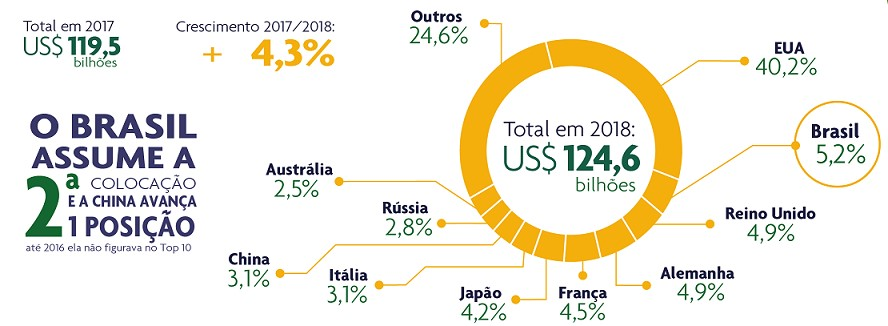 Total em 2017
US$ 119,5
bilhões
Crescimento 2017/2018:
+ 4,3%
O BRASIL
ASSUME A
2ª COLOCAÇÃO
E A CHINA AVANÇA
1 POSIÇÃO
até 2016 ela não figurava no Top 10
Total em 2018:
US$ 124,6
bilhões
Outros
24,6%
EUA
40,2%
Brasil
5,2%
Reino Unido
4,9%
Alemanha
4,9%
França
4,5%
Japão
4,2%
Itália
3,1%
China
3,1%
Rússia
2,8%
Austrália
2,5%